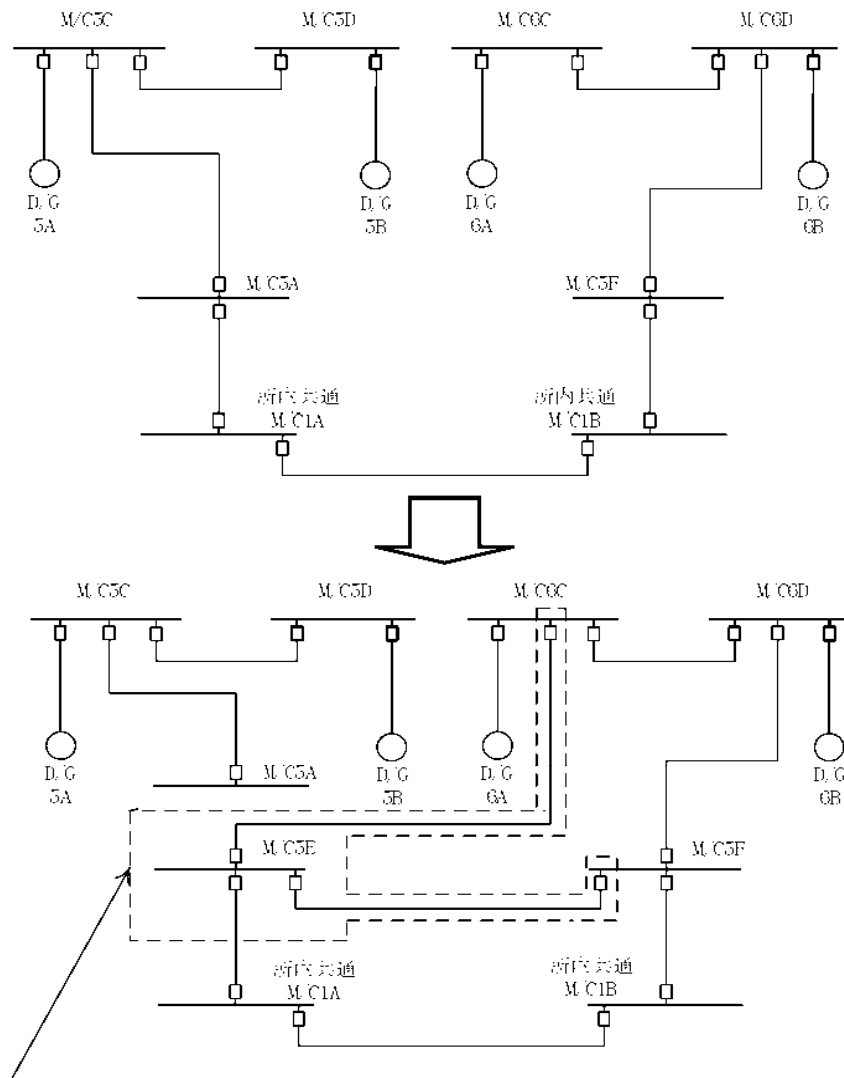 M/C5C M/C5D M/C6C M/C6D
D/G D/G D/G D/G
5A 5B 6A 6B
M/C5A M/C5F
所内共通 所内共通
M/C1A M/C1B
M/C5C M/C5D M/C6C M/C6D
D/G D/G D/G D/G
5A 5B 6A 6B
M/C5A
M/C5E M/C5F
所内共通 所内共通
M/C1A M/C1B